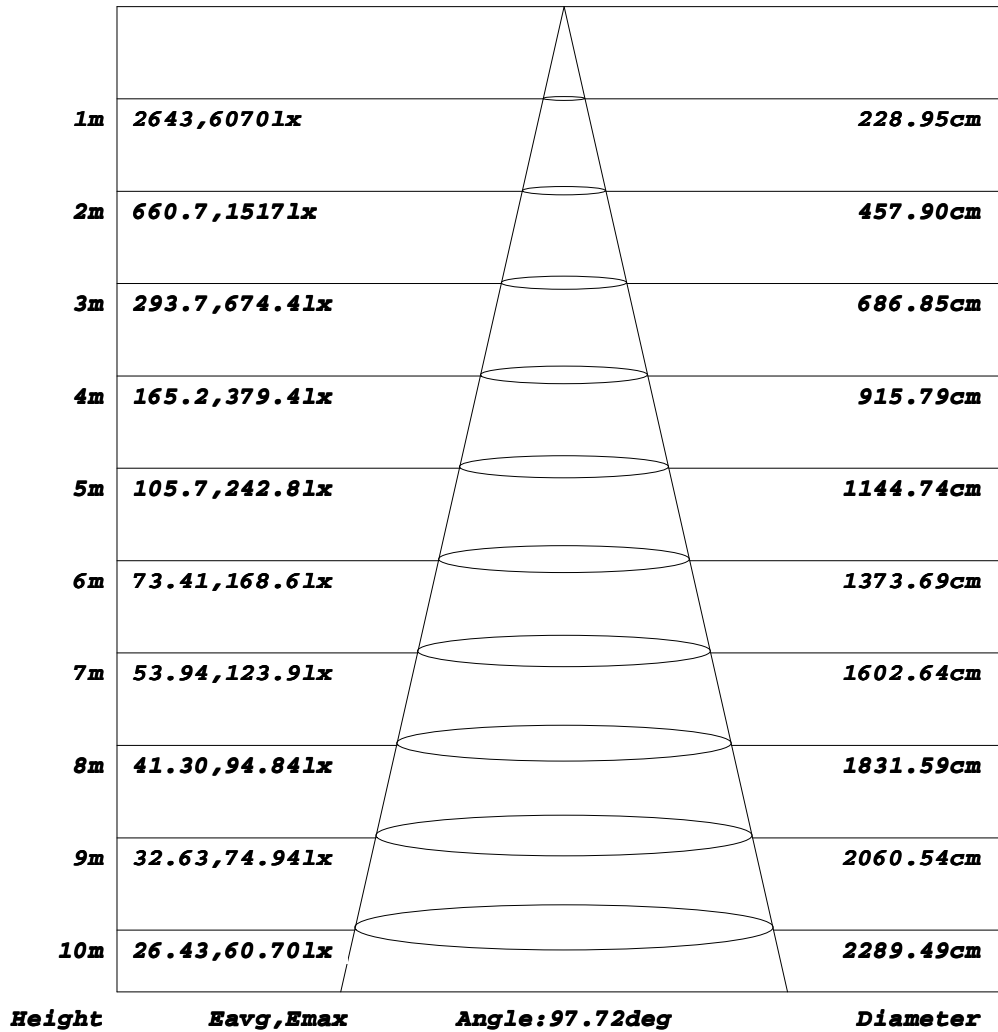 1m 2643,6070lx 228.95cm
2m 660.7,1517lx 457.90cm
3m 293.7,674.4lx 686.85cm
4m 165.2,379.4lx 915.79cm
5m 105.7,242.8lx 1144.74cm
6m 73.41,168.6lx 1373.69cm
7m 53.94,123.9lx 1602.64cm
8m 41.30,94.84lx 1831.59cm
9m 32.63,74.94lx 2060.54cm
10m 26.43,60.70lx 2289.49cm
Height Eavg,Emax Angle:97.72deg Diameter